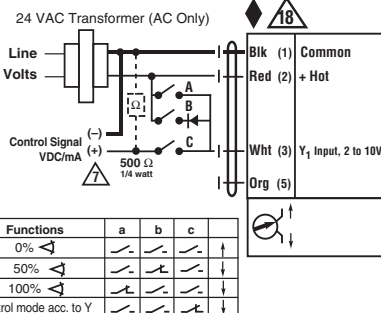 24 VAC Transformer (AC Only)
18
Line
Volts
Blk (1) Common
Red (2) + Hot
A
Ω
B
Control Signal (–)
VDC/mA (+)
C
Wht (3) Y₁ Input, 2 to 10V
7
500 Ω
1/4 watt
Org (5)
Functions a b c
0%
50%
100%
rol mode acc. to Y